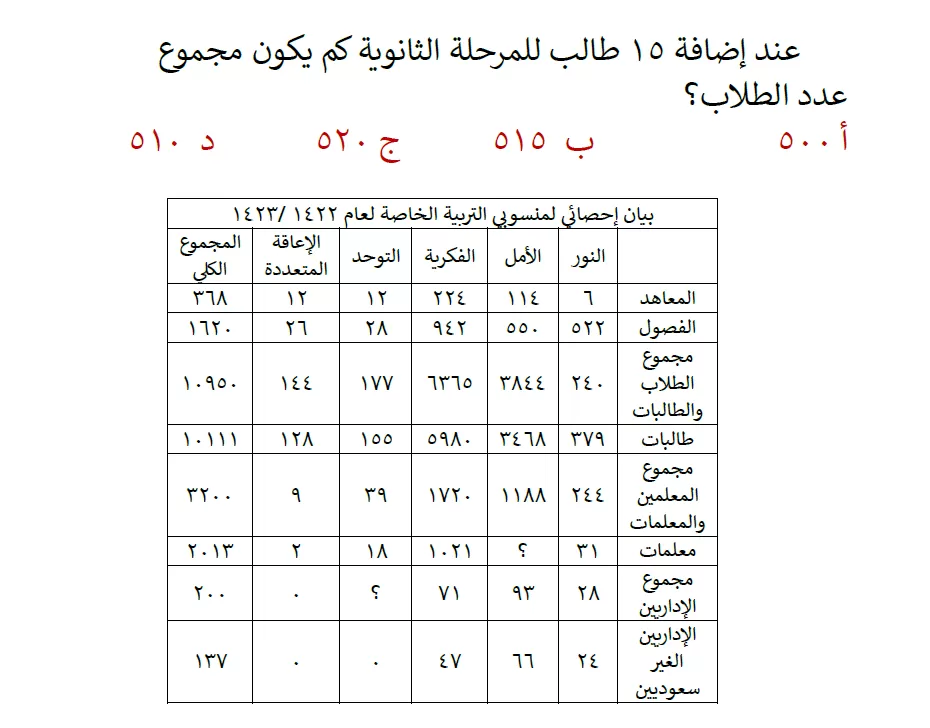 عند إضافة ١٥ طالب للمرحلة الثانوية كم يكون مجموع
عدد الطلاب؟
أ ٥٠٠ ب ٥١٥ ج ٥٢٠ د ٥١٠
بيان إحصائي لمنسوبي التربية الخاصة لعام ١٤٢٢ /١٤٢٣
النور الأمل الفكرية التوحد الإعاقة المتعددة المجموع الكلي
المعاهد ٦ ١١٤ ٢٢٤ ١٢ ١٢ ٣٦٨
الفصول ٥٢٢ ٥٥٠ ٩٤٢ ٢٨ ٢٦ ١٦٢٠
مجموع
الطلاب
والطالبات
٢٤٠ ٣٨٤٤ ٦٣٦٥ ١٧٧ ١٤٤ ١٠٩٥٠
طالبات ٣٧٩ ٣٤٦٨ ٥٩٨٠ ١٥٥ ١٢٨ ١٠١١١
مجموع
المعلمين
والمعلمات
٢٤٤ ١١٨٨ ١٧٢٠ ٣٩ ٩ ٣٢٠٠
معلمات ٣١ ؟ ١٠٢١ ١٨ ٢ ٢٠١٣
مجموع
الإداريين
٢٨ ٩٣ ٧١ ؟ ٠ ٢٠٠
الإداريين
الغير
سعوديين
٢٤ ٦٦ ٤٧ ٠ ٠ ١٣٧